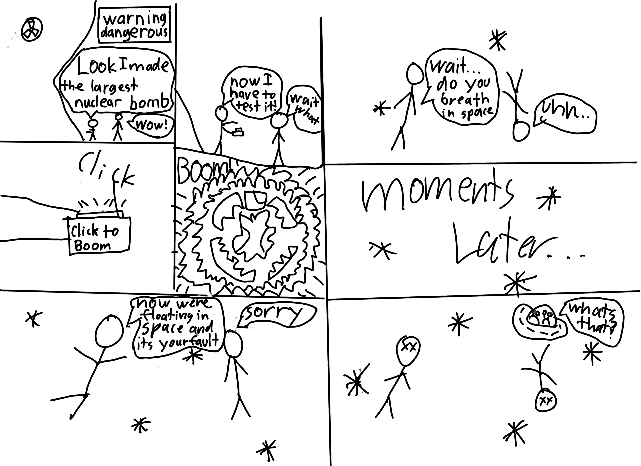 warning
dangerous
Look I made
the largest
nuclear bomb
wow!
now I
have to
test it!
wait
what
Click
Click to
Boom
BOOM!
now were
floating in
space and
its your fault
sorry
wait...
do you
breath
in space
uhh..
moments
Later...
whats
that?